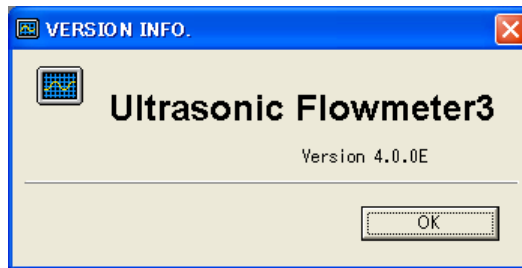 VERSION INFO.
Ultrasonic Flowmeter3
Version 4.0.0E
OK